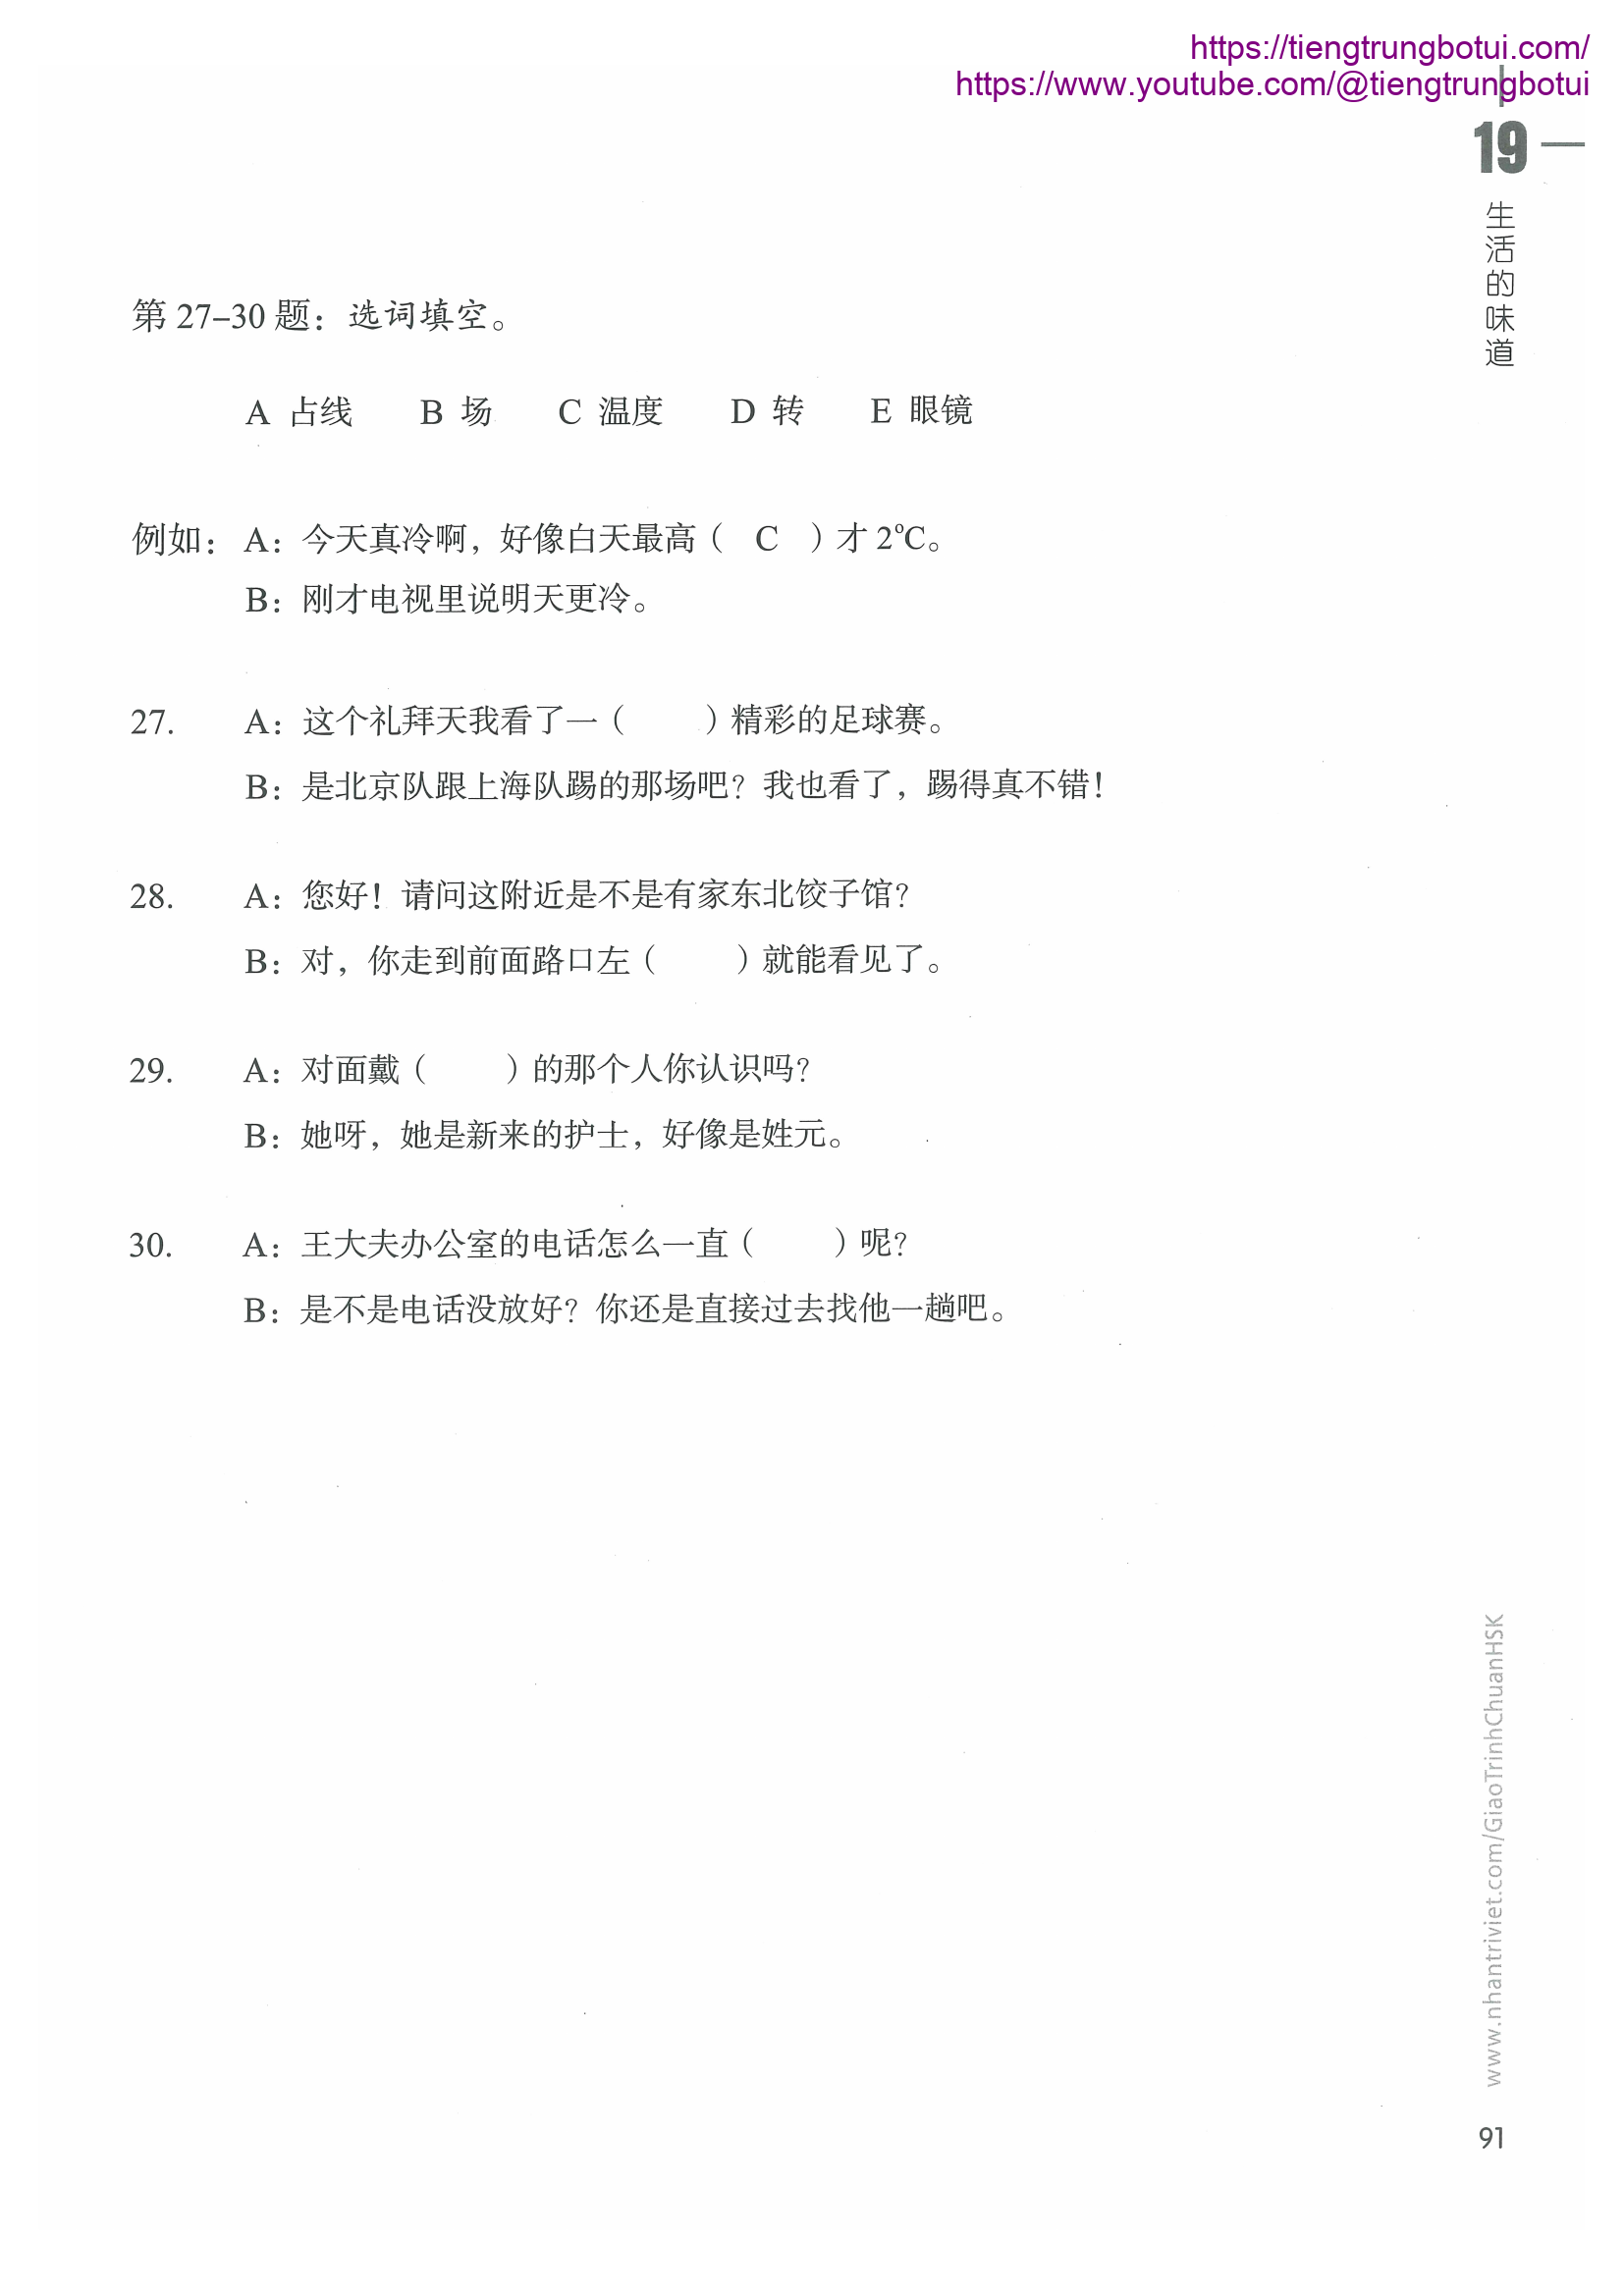 https://tiengtrungbotui.com/
https://www.youtube.com/@tiengtrungbotui
19
生活的味道
第 27–30 题：选词填空。
A 占线 B 场 C 温度 D 转 E 眼镜
例如：A：今天真冷啊，好像白天最高（ C ）才 2℃。
B：刚才电视里说明天更冷。
27. A：这个礼拜天我看了一（ ）精彩的足球赛。
B：是北京队跟上海队踢的那场吧？我也看了，踢得真不错！
28. A：您好！请问这附近是不是有家东北饺子馆？
B：对，你走到前面路口左（ ）就能看见了。
29. A：对面戴（ ）的那个人你认识吗？
B：她呀，她是新来的护士，好像是姓元。
30. A：王大夫办公室的电话怎么一直（ ）呢？
B：是不是电话没放好？你还是直接过去找他一趟吧。
www.nhantriviet.com/GiaoTrinhChuanHSK
91